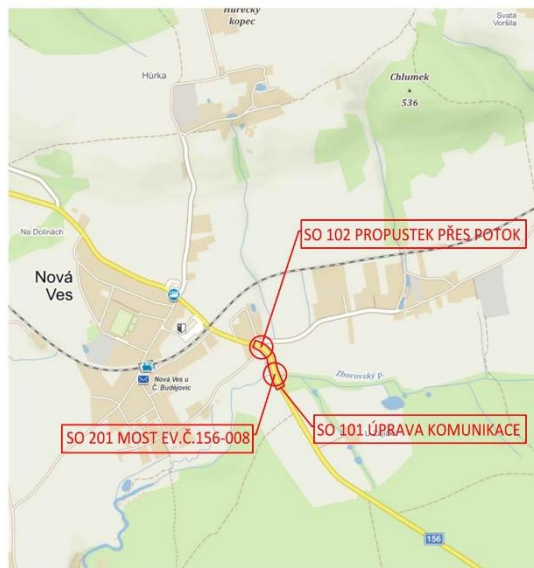 Hůrecký
kopec
Svatá
Voršila
Hůrka
Chlumek
536
SO 102 PROPUSTEK PŘES POTOK
Na Dolinách
Nová
Ves
Nová Ves u
Č. Budějovic
Zborovský p.
SO 201 MOST EV.Č.156-008
SO 101 ÚPRAVA KOMUNIKACE
156